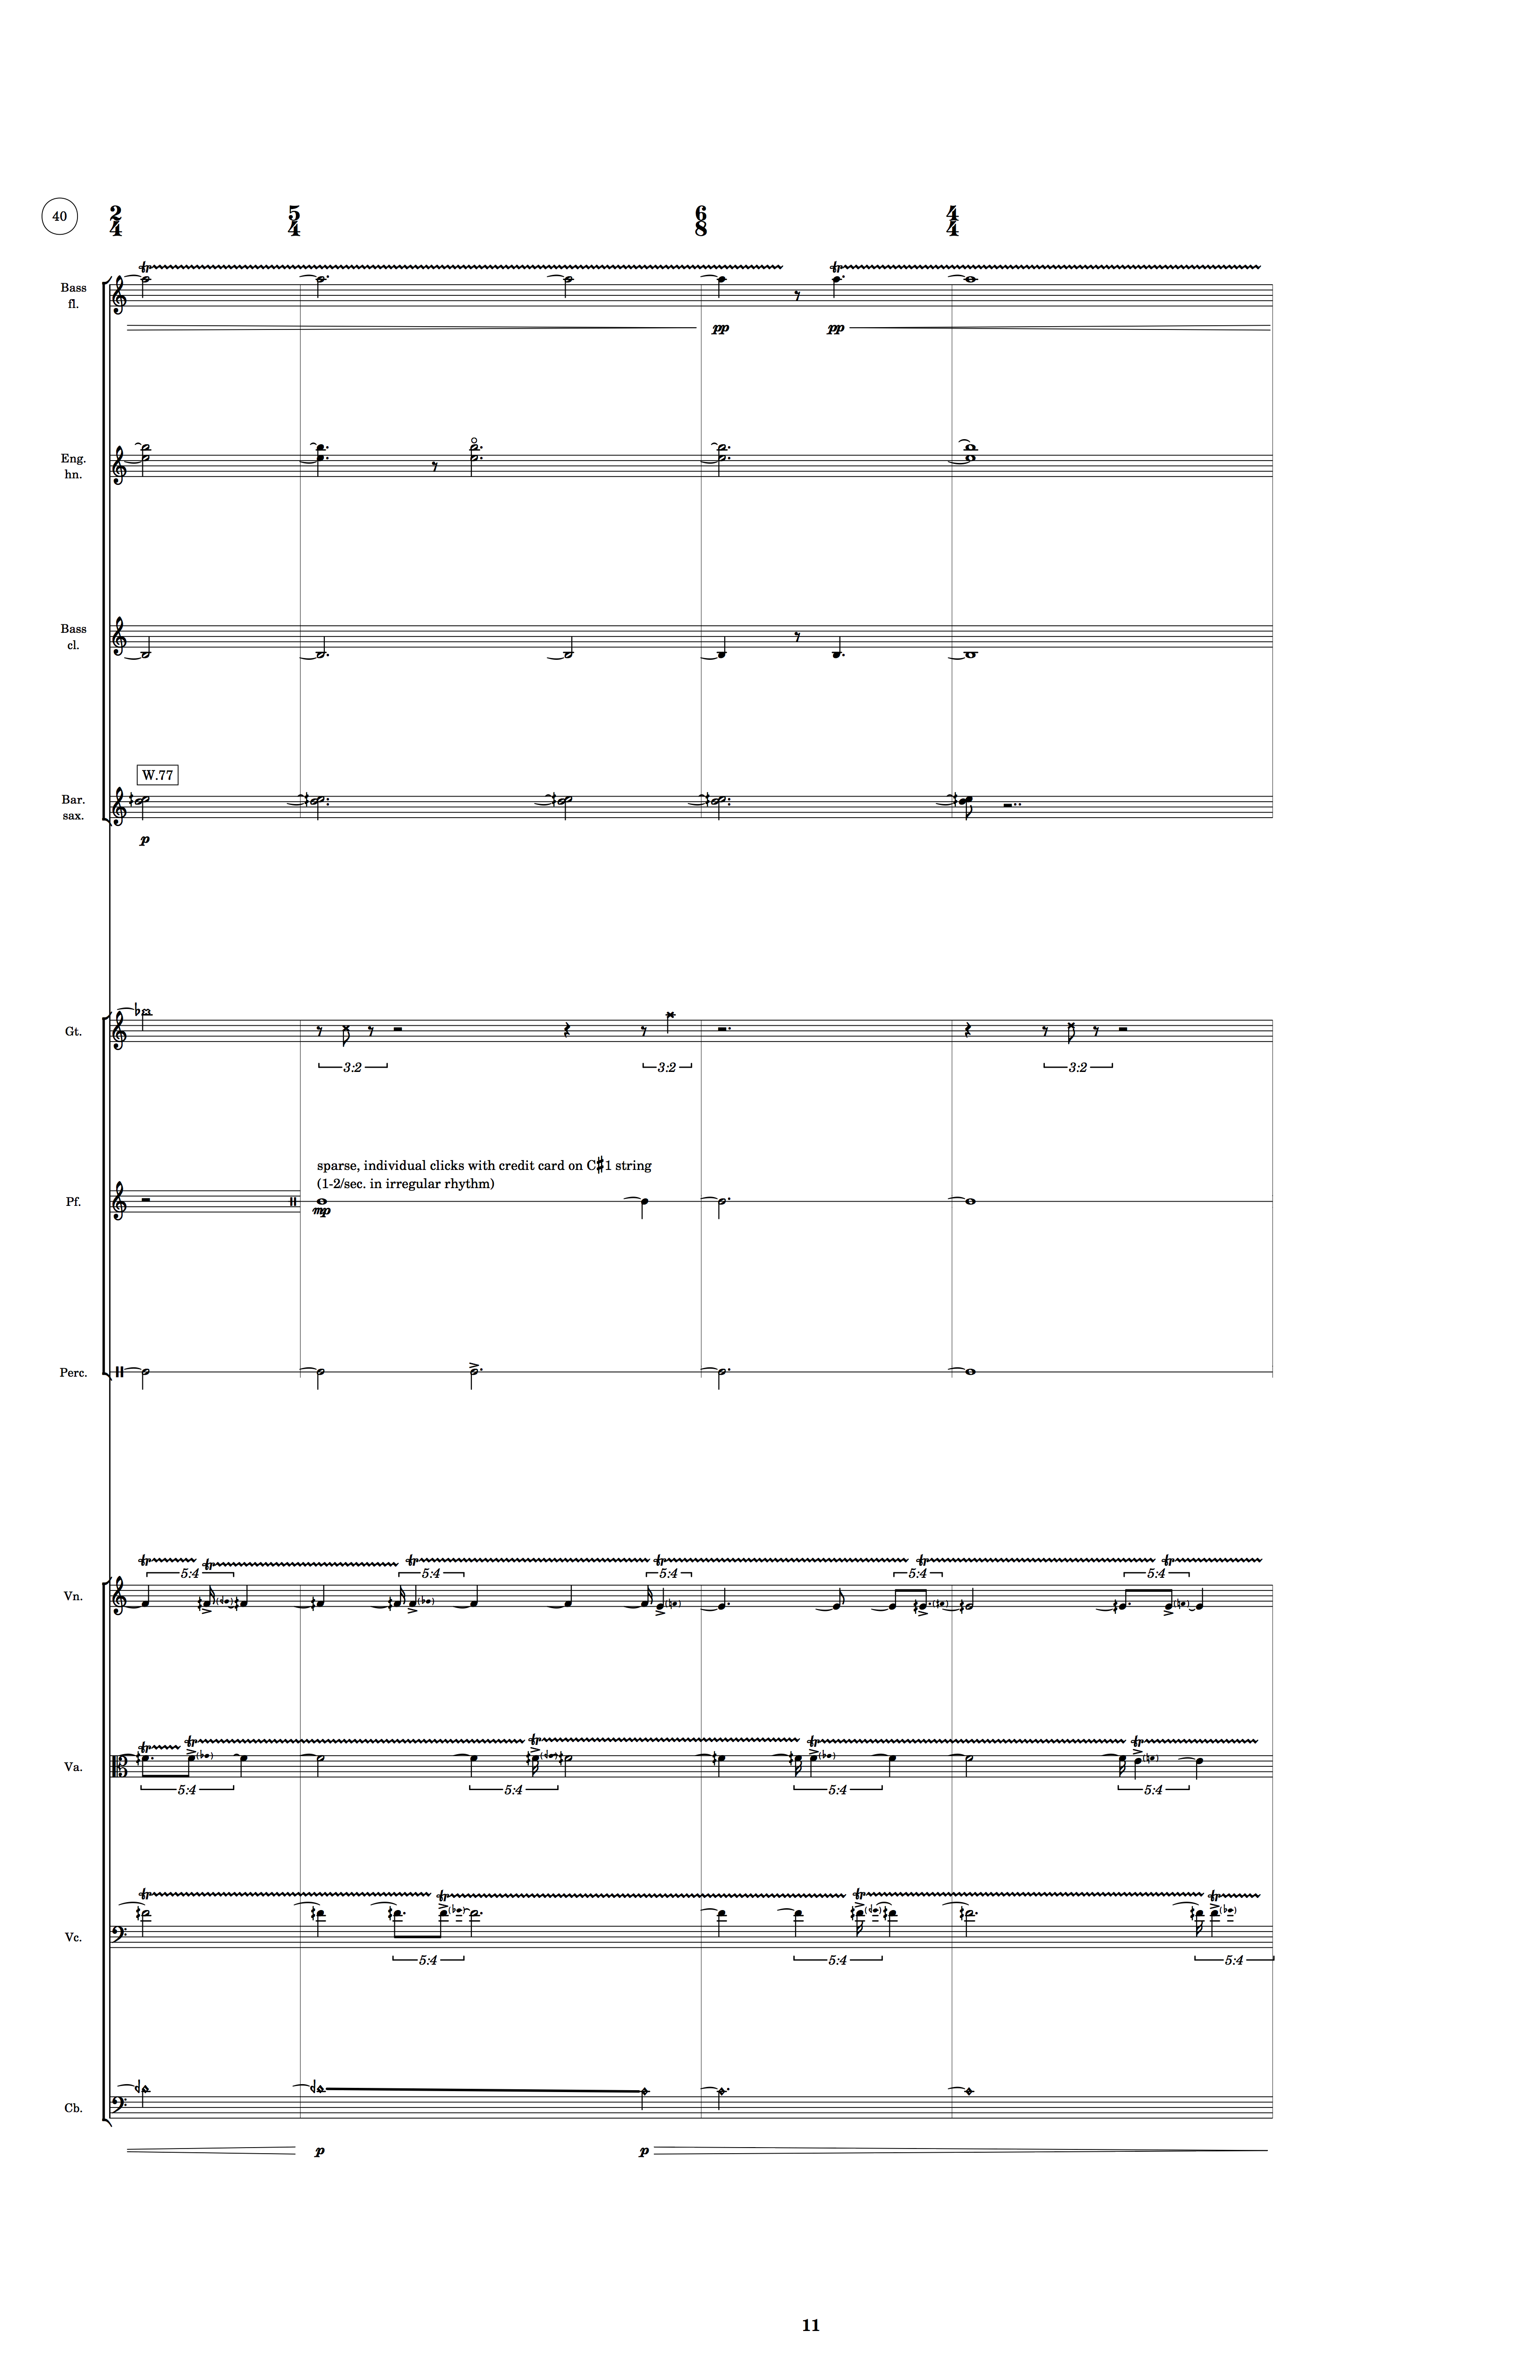 40
2 5 6 4
4 4 8 4
tr tr
Bass
fl.
pp pp
Eng.
hn.
Bass
cl.
W.77
Bar.
sax.
p
Gt.
3:2 3:2 3:2
sparse, individual clicks with credit card on C♯1 string
(1-2/sec. in irregular rhythm)
Pf.
mp
Perc.
tr tr tr tr tr tr
5:4 5:4 5:4 5:4 5:4
Vn.
tr tr tr tr tr
Va.
5:4 5:4 5:4 5:4
tr tr tr tr
Vc.
5:4 5:4 5:4
Cb.
p p
11